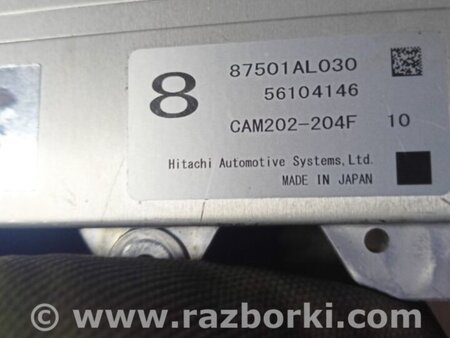 8
87501AL030
56104146
CAM202-204F 10
Hitachi Automotive Systems,Ltd.
MADE IN JAPAN
© www.razborki.com